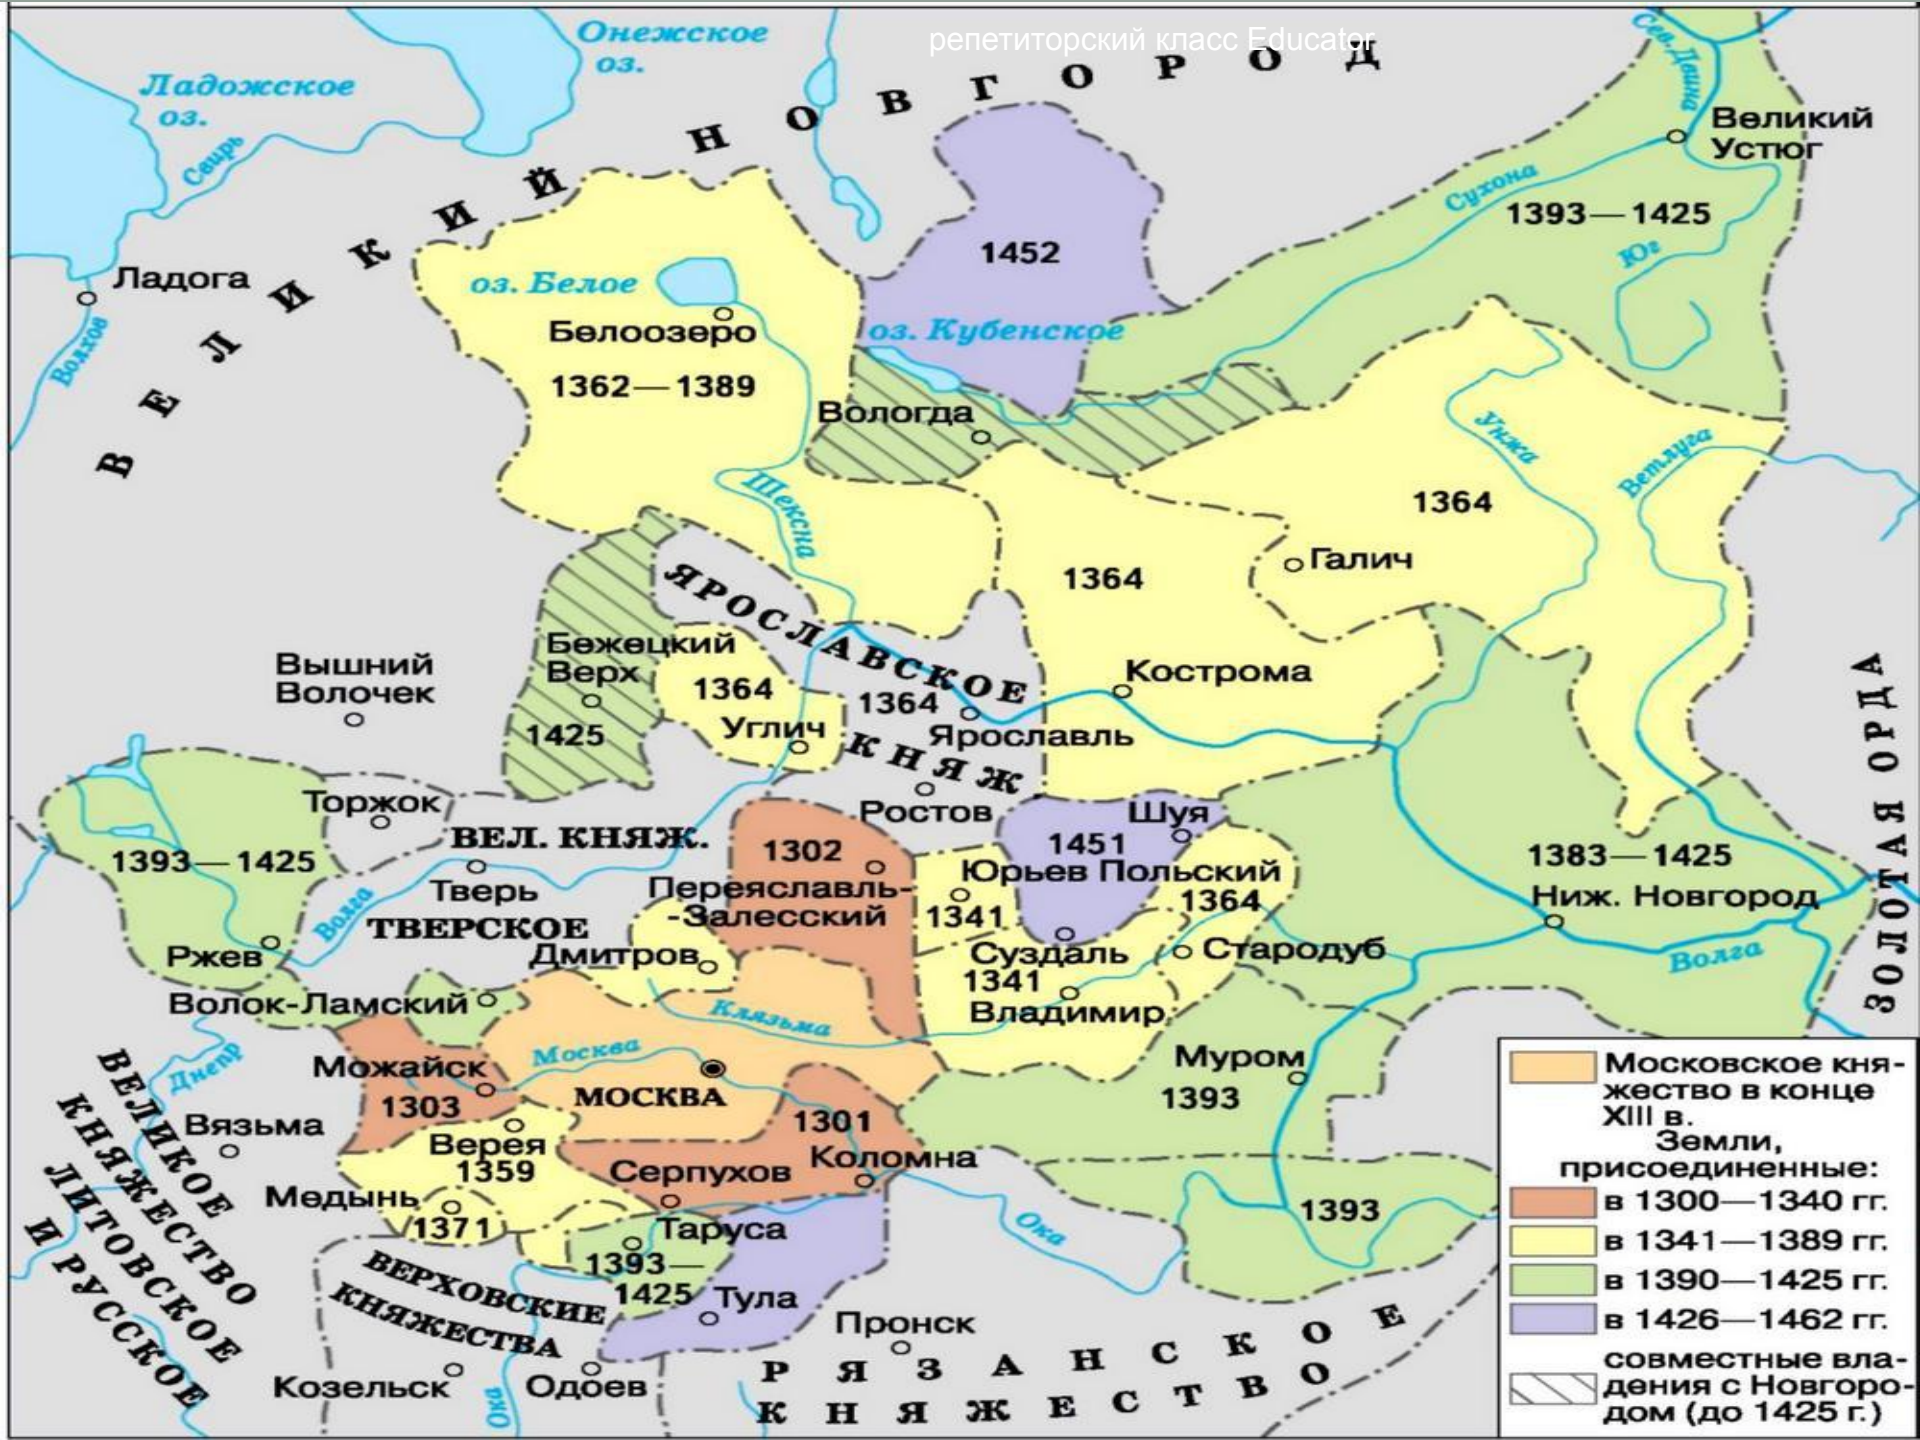 репетиторский класс Educator
Онежское
оз.
Ладожское
оз.
Свирь
ВЕЛИКИЙ НОВГОРОД
Сев. Двина
Великий
Устюг
Сухона
1393—1425
Юг
1452
Ладога
Волхов
оз. Белое
Белоозеро
1362—1389
оз. Кубенское
Вологда
Шексна
Унжа
Ветлуга
1364
Галич
1364
ЯРОСЛАВСКОЕ
Бежецкий
Верх
1425
1364
Углич
1364
Ярославль
КНЯЖ
Кострома
Вышний
Волочек
Торжок
Ростов
ЗОЛОТАЯ ОРДА
1393—1425
ВЕЛ. КНЯЖ.
Тверь
ТВЕРСКОЕ
Волга
Ржев
1302
Переяславль-
-Залесский
Шуя
1451
Юрьев Польский
1341
1364
Суздаль
1341
Владимир
Стародуб
1383—1425
Ниж. Новгород
Волга
Дмитров
Волок-Ламский
Клязьма
Москва
МОСКВА
Можайск
1303
Днепр
Вязьма
Верея
1359
Медынь
1371
1301
Коломна
Серпухов
Муром
1393
1393
Ока
Таруса
1393—
1425
Тула
ВЕЛИКОЕ
КНЯЖЕСТВО
ЛИТОВСКОЕ
И РУССКОЕ
ВЕРХОВСКИЕ
КНЯЖЕСТВА
Козельск
Одоев
Ока
Пронск
РЯЗАНСКОЕ
КНЯЖЕСТВО
Московское кня-
жество в конце
XIII в.
Земли,
присоединенные:
в 1300—1340 гг.
в 1341—1389 гг.
в 1390—1425 гг.
в 1426—1462 гг.
совместные вла-
дения с Новгоро-
дом (до 1425 г.)